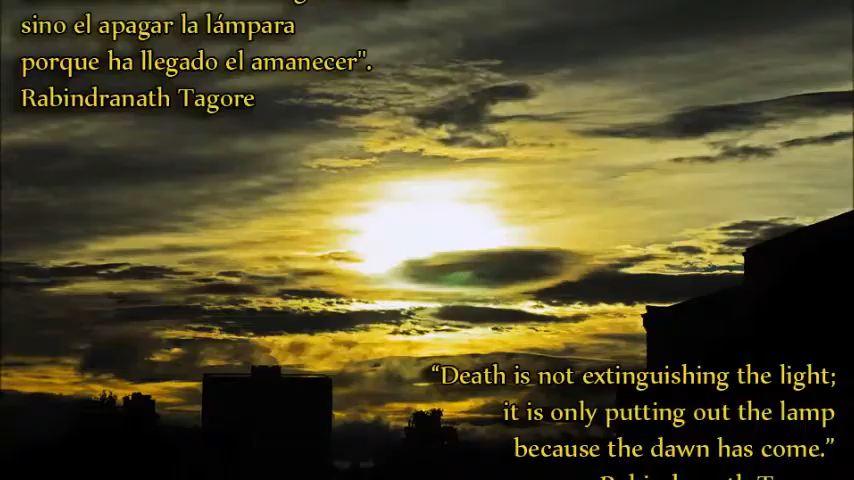 sino el apagar la lámpara
porque ha llegado el amanecer".
Rabindranath Tagore
“Death is not extinguishing the light;
it is only putting out the lamp
because the dawn has come.”